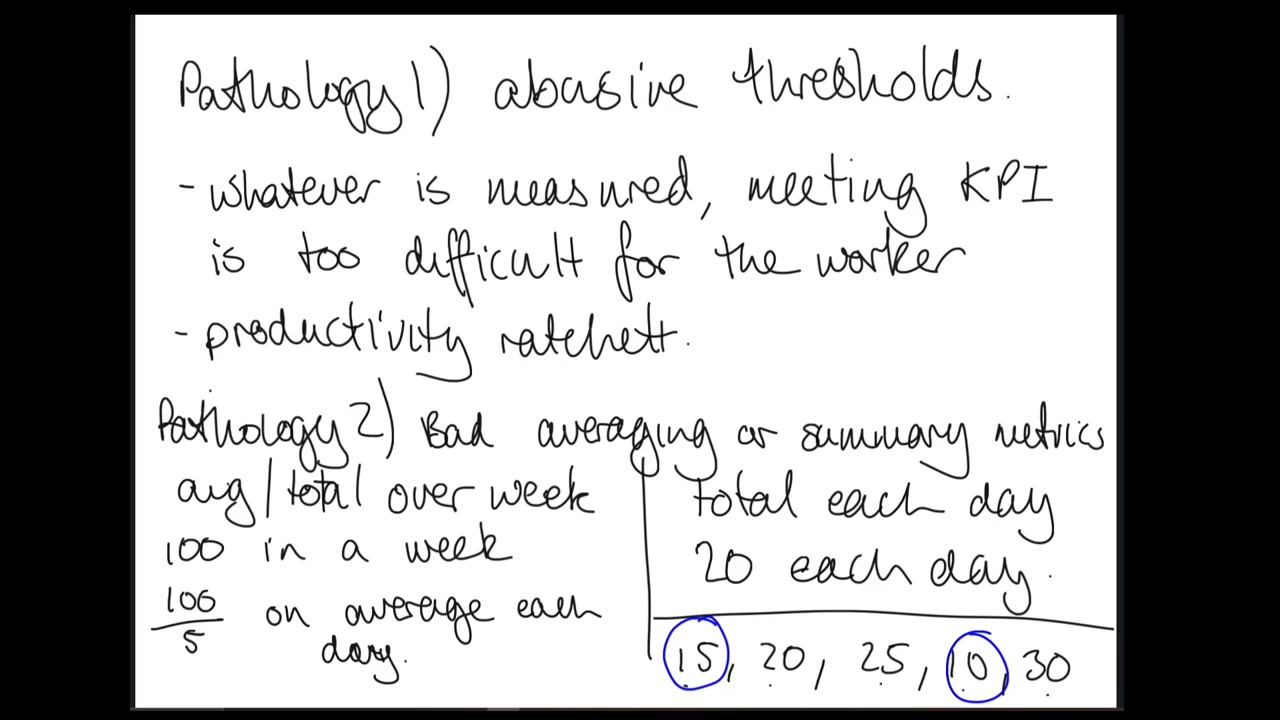 Pathology 1) abusive thresholds.
- whatever is measured, meeting KPI
is too difficult for the worker
- productivity ratchett.
Pathology 2) Bad averaging or summary metrics
avg/total over week
100 in a week
100/5 on average each
day.
total each day
20 each day.
15, 20, 25, 10, 30